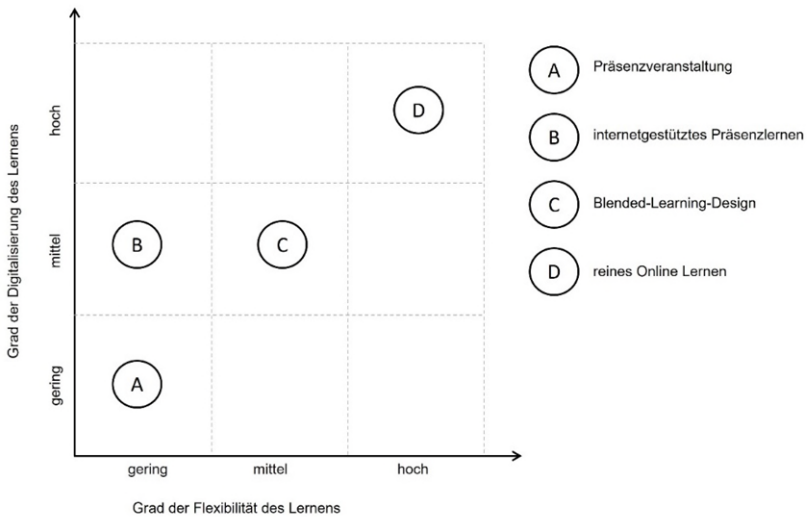 Grad der Digitalisierung des Lernens
hoch
mittel
gering
D
B
C
A
gering
mittel
hoch
Grad der Flexibilität des Lernens
A Präsenzveranstaltung
B internetgestütztes Präsenzlernen
C Blended-Learning-Design
D reines Online Lernen